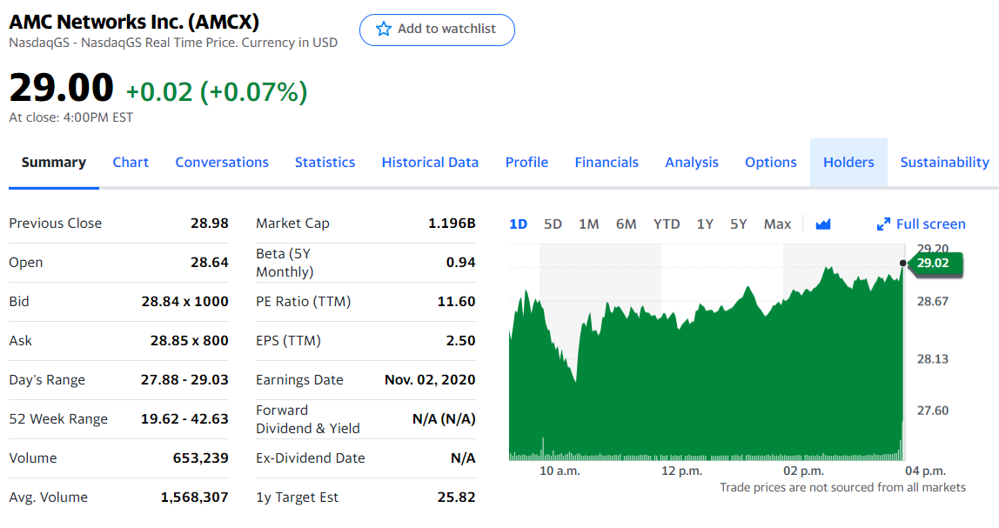 AMC Networks Inc. (AMCX)
NasdaqGS - NasdaqGS Real Time Price. Currency in USD
Add to watchlist
29.00 +0.02 (+0.07%)
At close: 4:00PM EST
Summary Chart Conversations Statistics Historical Data Profile Financials Analysis Options Holders Sustainability
Previous Close 28.98
Open 28.64
Bid 28.84 x 1000
Ask 28.85 x 800
Day's Range 27.88 - 29.03
52 Week Range 19.62 - 42.63
Volume 653,239
Avg. Volume 1,568,307
Market Cap 1.196B
Beta (5Y
Monthly) 0.94
PE Ratio (TTM) 11.60
EPS (TTM) 2.50
Earnings Date Nov. 02, 2020
Forward
Dividend & Yield N/A (N/A)
Ex-Dividend Date N/A
1y Target Est 25.82
1D 5D 1M 6M YTD 1Y 5Y Max Full screen
29.20
29.02
28.67
28.13
27.60
10 a.m. 12 p.m. 02 p.m. 04 p.m.
Trade prices are not sourced from all markets